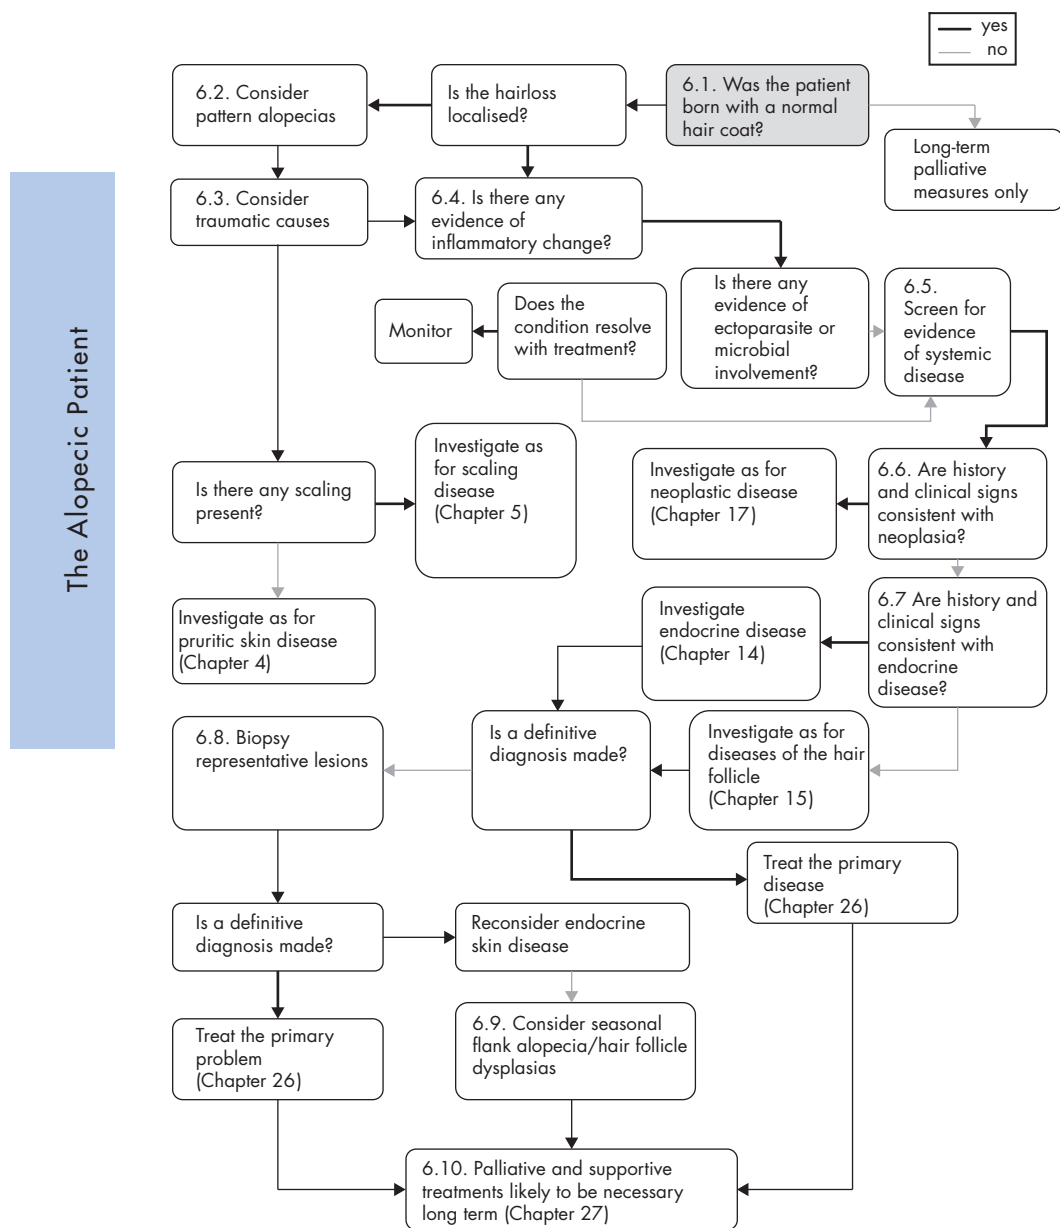 yes
no
6.2. Consider
pattern alopecias
Is the hairloss
localised?
6.1. Was the patient
born with a normal
hair coat?
Long-term
palliative
measures only
6.3. Consider
traumatic causes
6.4. Is there any
evidence of
inflammatory change?
The Alopecic Patient
Monitor
Does the
condition resolve
with treatment?
Is there any
evidence of
ectoparasite or
microbial
involvement?
6.5.
Screen for
evidence
of systemic
disease
Is there any scaling
present?
Investigate as
for scaling
disease
(Chapter 5)
Investigate as for
neoplastic disease
(Chapter 17)
6.6. Are history
and clinical signs
consistent with
neoplasia?
Investigate as for
pruritic skin disease
(Chapter 4)
Investigate
endocrine disease
(Chapter 14)
6.7 Are history and
clinical signs
consistent with
endocrine
disease?
6.8. Biopsy
representative lesions
Is a definitive
diagnosis made?
Investigate as for
diseases of the hair
follicle
(Chapter 15)
Treat the primary
disease
(Chapter 26)
Is a definitive
diagnosis made?
Reconsider endocrine
skin disease
Treat the primary
problem
(Chapter 26)
6.9. Consider seasonal
flank alopecia/hair follicle
dysplasias
6.10. Palliative and supportive
treatments likely to be necessary
long term (Chapter 27)